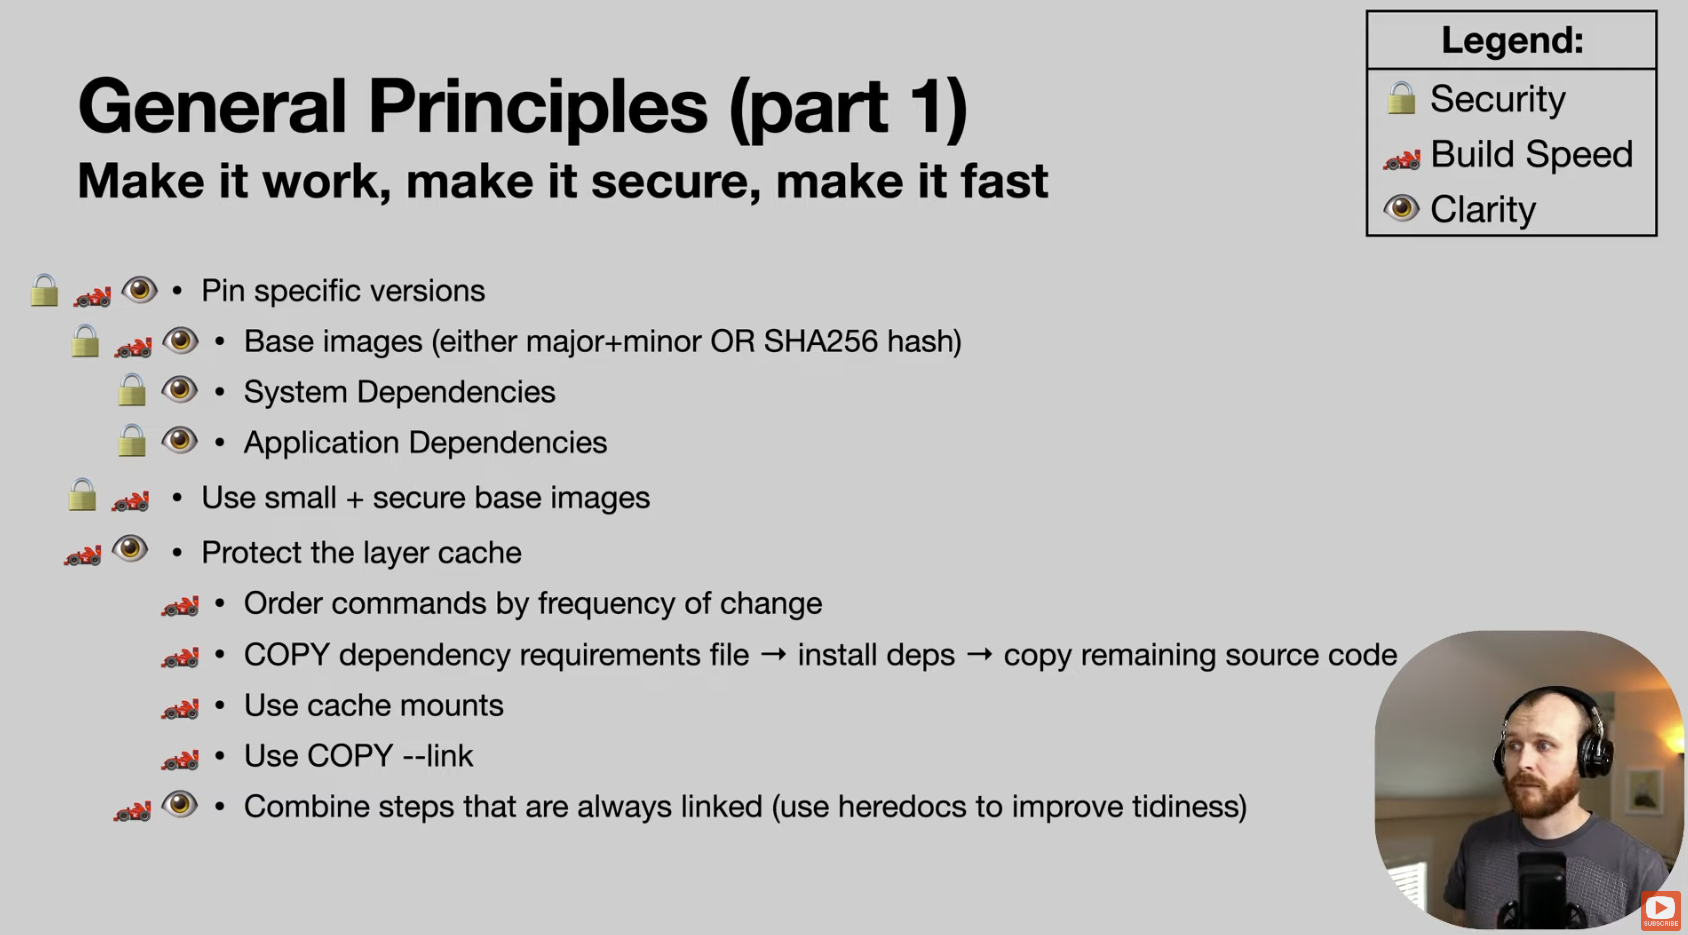 General Principles (part 1)
Make it work, make it secure, make it fast
Legend:
Security
Build Speed
Clarity
• Pin specific versions
• Base images (either major+minor OR SHA256 hash)
• System Dependencies
• Application Dependencies
• Use small + secure base images
• Protect the layer cache
• Order commands by frequency of change
• COPY dependency requirements file → install deps → copy remaining source code
• Use cache mounts
• Use COPY --link
• Combine steps that are always linked (use heredocs to improve tidiness)
SUBSCRIBE